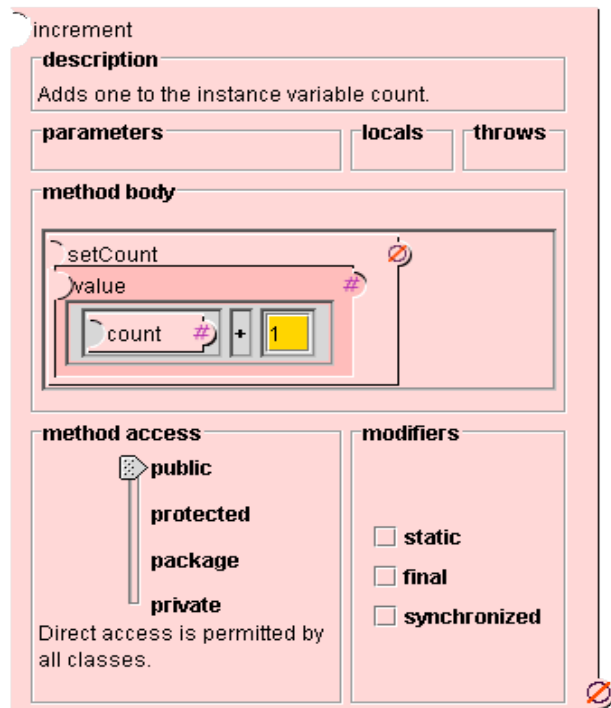 increment
description
Adds one to the instance variable count.
parameters
locals
throws
method body
setCount
value #
count # + 1
method access
public
protected
package
private
Direct access is permitted by
all classes.
modifiers
static
final
synchronized